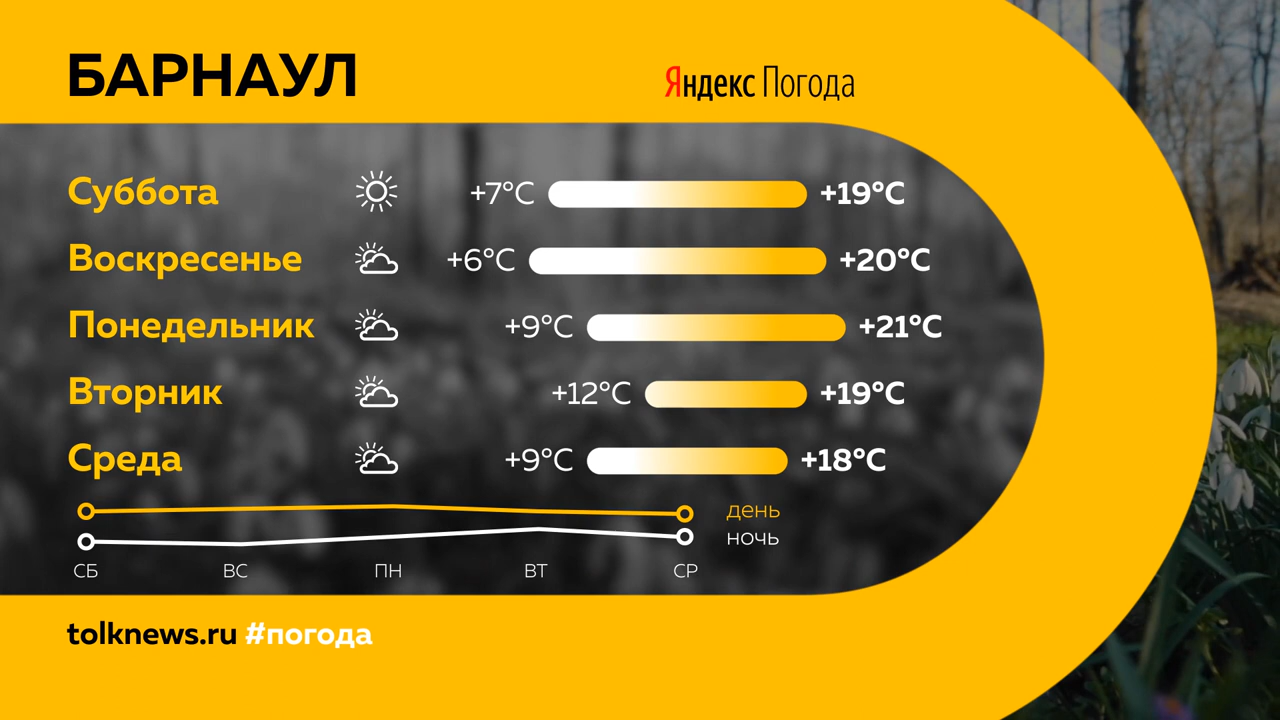 БАРНАУЛ
Яндекс Погода
Суббота +7°C +19°C
Воскресенье +6°C +20°C
Понедельник +9°C +21°C
Вторник +12°C +19°C
Среда +9°C +18°C
день
ночь
СБ ВС ПН ВТ СР
tolknews.ru #погода